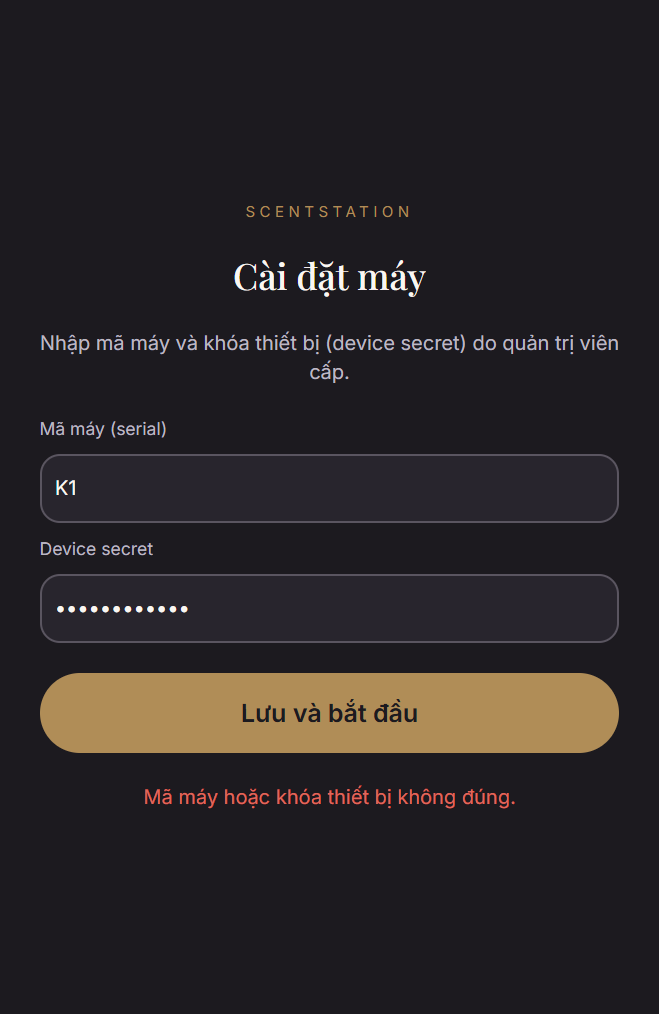 SCENTSTATION
Cài đặt máy
Nhập mã máy và khóa thiết bị (device secret) do quản trị viên
cấp.
Mã máy (serial)
K1
Device secret
••••••••••••
Lưu và bắt đầu
Mã máy hoặc khóa thiết bị không đúng.